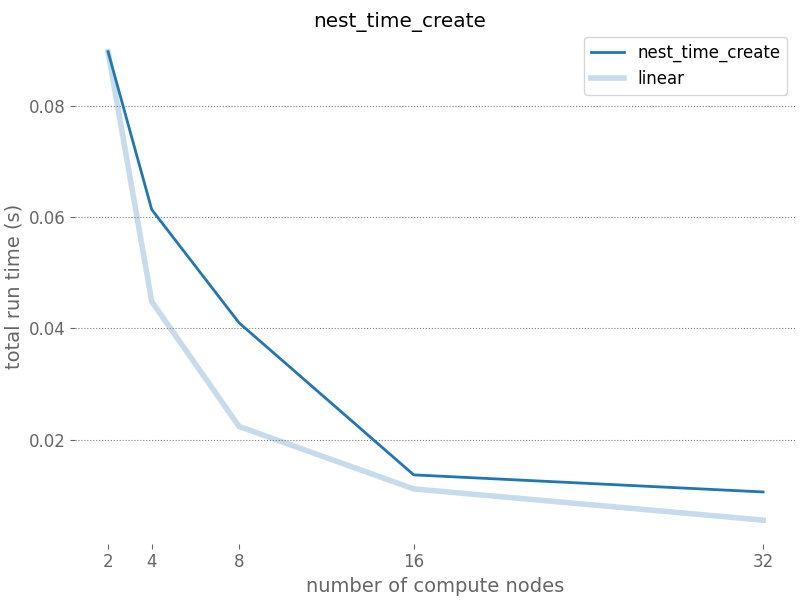 nest_time_create
nest_time_create
linear
0.08
0.06
0.04
0.02
total run time (s)
2 4 8 16 32
number of compute nodes